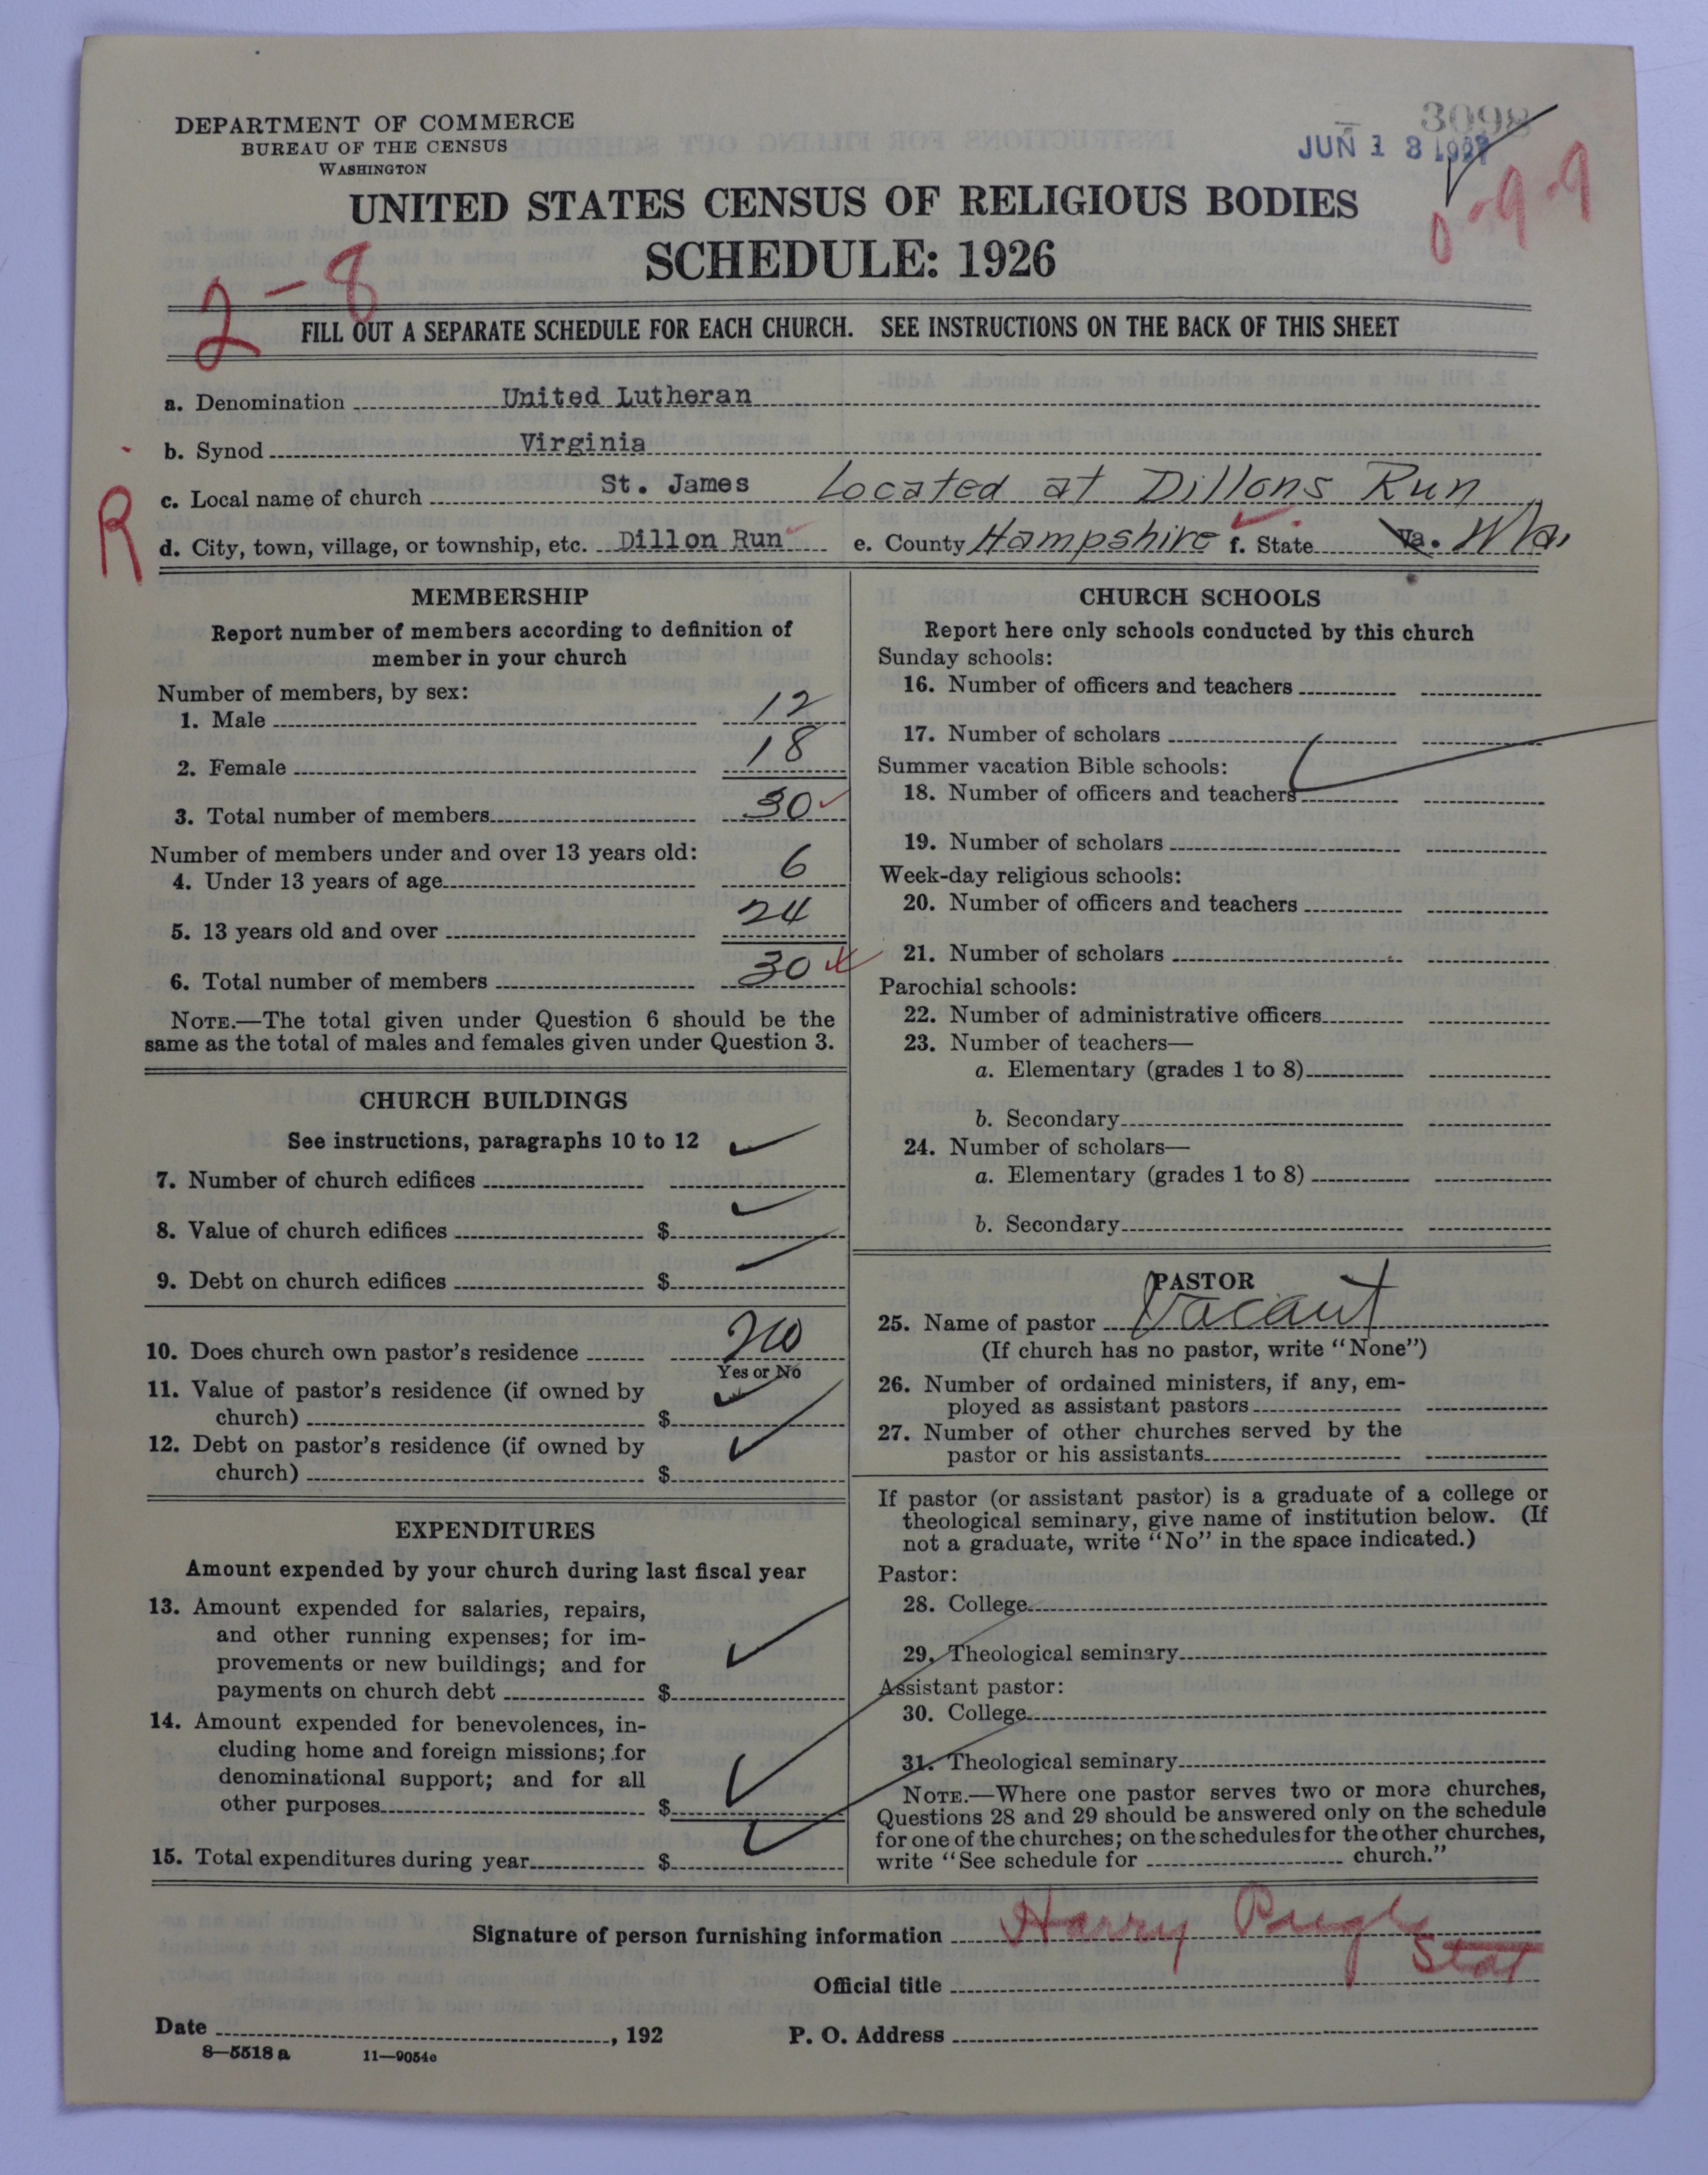 DEPARTMENT OF COMMERCE
BUREAU OF THE CENSUS
WASHINGTON
3098
JUN 13 1927
UNITED STATES CENSUS OF RELIGIOUS BODIES
SCHEDULE: 1926
0-9-9
2-8
FILL OUT A SEPARATE SCHEDULE FOR EACH CHURCH. SEE INSTRUCTIONS ON THE BACK OF THIS SHEET
a. Denomination United Lutheran
b. Synod Virginia
R
c. Local name of church St. James Located at Dillons Run
d. City, town, village, or township, etc. Dillon Run e. County Hampshire f. State Va. W Va.
MEMBERSHIP
Report number of members according to definition of
member in your church
Number of members, by sex:
1. Male 12
2. Female 18
3. Total number of members 30
Number of members under and over 13 years old:
4. Under 13 years of age 6
5. 13 years old and over 24
6. Total number of members 30
NOTE.—The total given under Question 6 should be the
same as the total of males and females given under Question 3.
CHURCH BUILDINGS
See instructions, paragraphs 10 to 12
7. Number of church edifices
8. Value of church edifices $
9. Debt on church edifices $
10. Does church own pastor's residence No
Yes or No
11. Value of pastor's residence (if owned by
church) $
12. Debt on pastor's residence (if owned by
church) $
EXPENDITURES
Amount expended by your church during last fiscal year
13. Amount expended for salaries, repairs,
and other running expenses; for im-
provements or new buildings; and for
payments on church debt $
14. Amount expended for benevolences, in-
cluding home and foreign missions; for
denominational support; and for all
other purposes $
15. Total expenditures during year $
CHURCH SCHOOLS
Report here only schools conducted by this church
Sunday schools:
16. Number of officers and teachers
17. Number of scholars
Summer vacation Bible schools:
18. Number of officers and teachers
19. Number of scholars
Week-day religious schools:
20. Number of officers and teachers
21. Number of scholars
Parochial schools:
22. Number of administrative officers
23. Number of teachers—
a. Elementary (grades 1 to 8)
b. Secondary
24. Number of scholars—
a. Elementary (grades 1 to 8)
b. Secondary
PASTOR
25. Name of pastor Vacant
(If church has no pastor, write "None")
26. Number of ordained ministers, if any, em-
ployed as assistant pastors
27. Number of other churches served by the
pastor or his assistants
If pastor (or assistant pastor) is a graduate of a college or
theological seminary, give name of institution below. (If
not a graduate, write "No" in the space indicated.)
Pastor:
28. College
29. Theological seminary
Assistant pastor:
30. College
31. Theological seminary
NOTE.—Where one pastor serves two or more churches,
Questions 28 and 29 should be answered only on the schedule
for one of the churches; on the schedules for the other churches,
write "See schedule for church."
Signature of person furnishing information Harry
Official title Stat
Date , 192 P. O. Address
8—5518 a 11—9054c